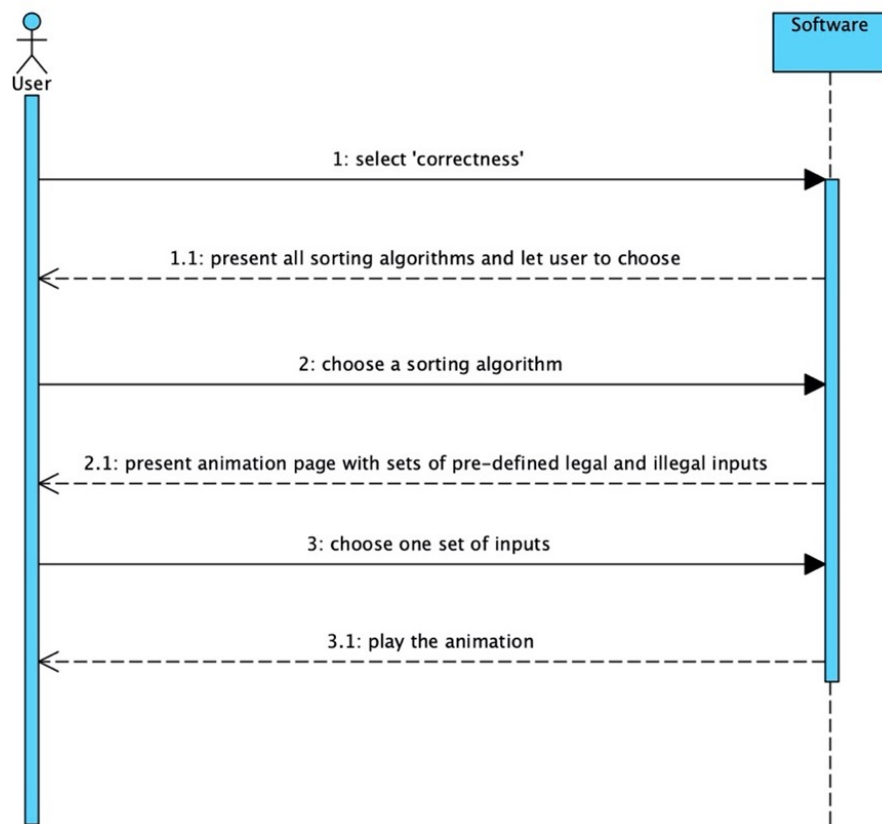 Software
User
1: select 'correctness'
1.1: present all sorting algorithms and let user to choose
2: choose a sorting algorithm
2.1: present animation page with sets of pre-defined legal and illegal inputs
3: choose one set of inputs
3.1: play the animation